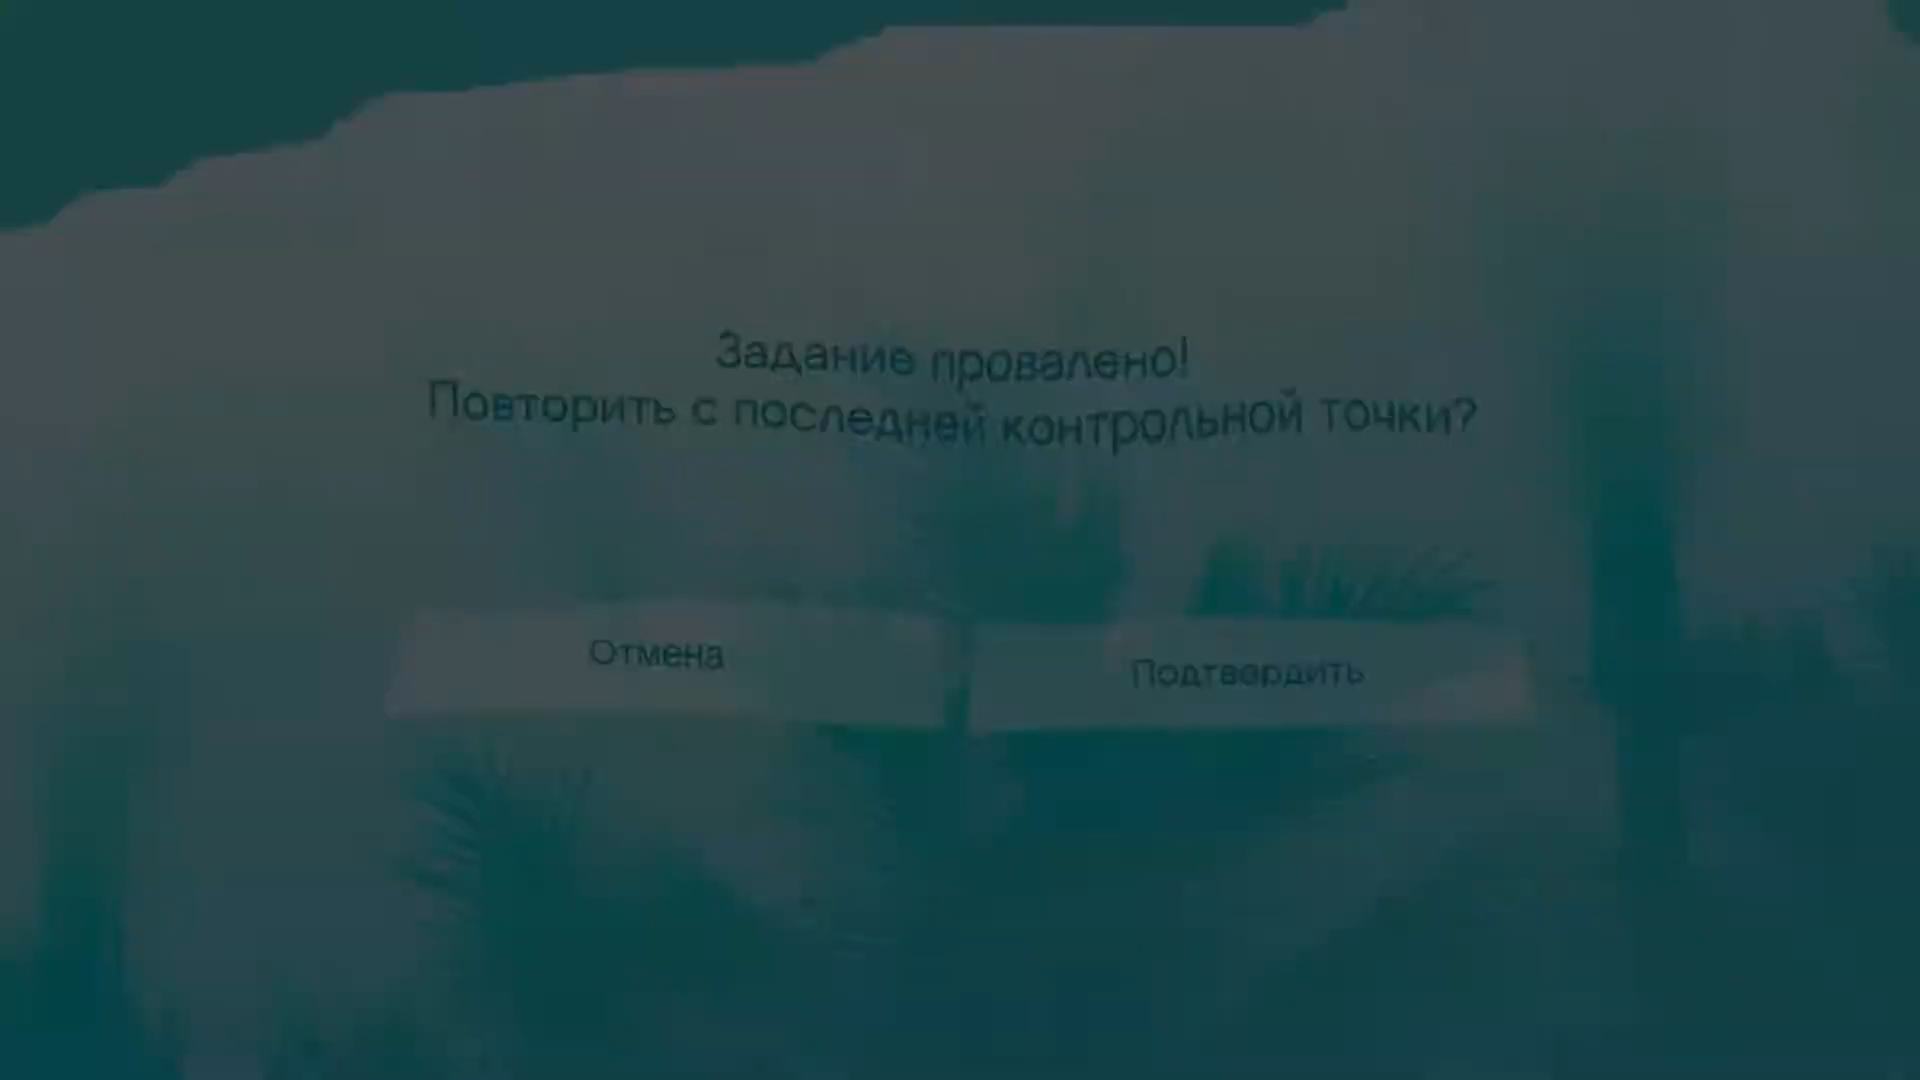 Задание провалено!
Повторить с последней контрольной точки?
Отмена
Подтвердить